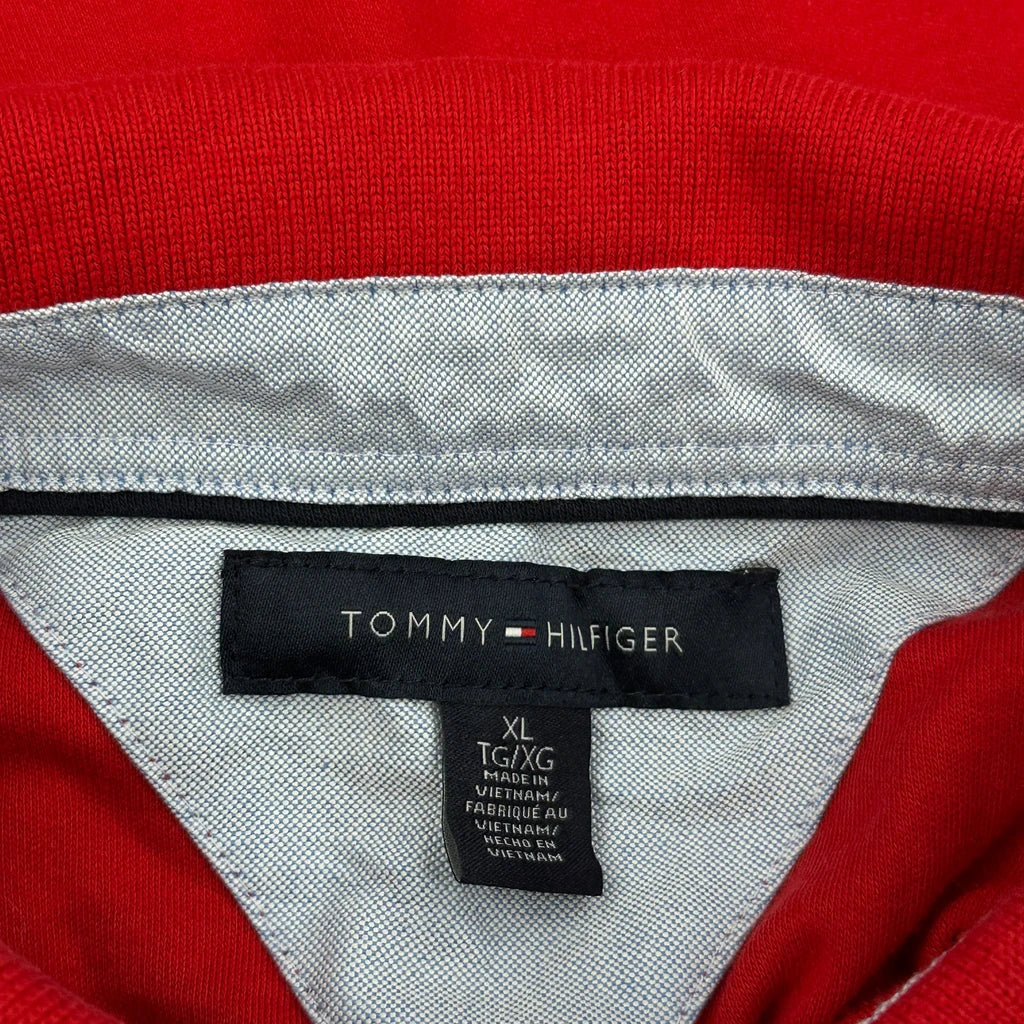 TOMMY HILFIGER
XL
TG/XG
MADE IN
VIETNAM/
FABRIQUÉ AU
VIETNAM/
HECHO EN
VIETNAM